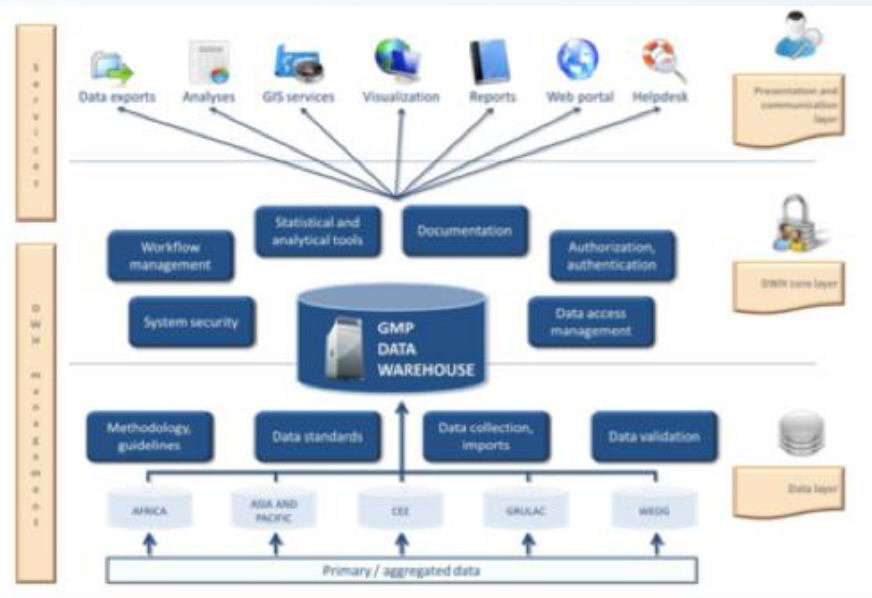 Services
Data exports
Analyses
GIS services
Visualization
Reports
Web portal
Helpdesk
Presentation and
communication
layer
Workflow
management
Statistical and
analytical tools
Documentation
Authorization,
authentication
System security
Data access
management
GMP
DATA
WAREHOUSE
DWH core layer
DWH management
Methodology,
guidelines
Data standards
Data collection,
imports
Data validation
AFRICA
ASIA AND
PACIFIC
CEE
GRULAC
WEOG
Data layer
Primary / aggregated data